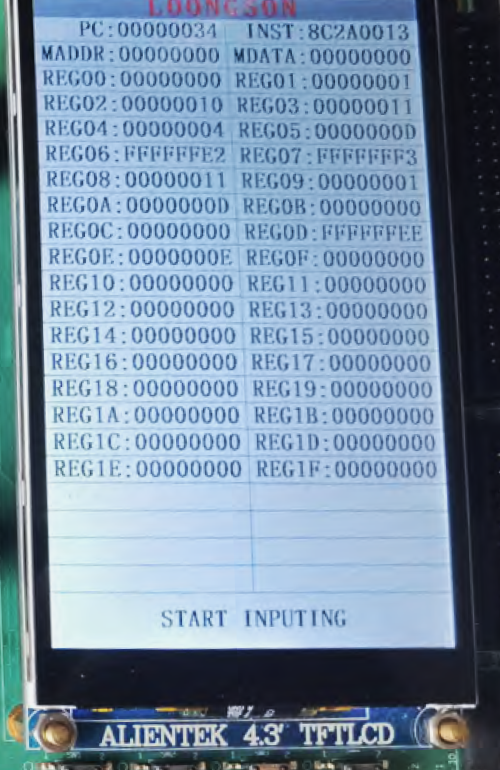 LOONGSON
PC:00000034 INST:8C2A0013
MADDR:00000000 MDATA:00000000
REG00:00000000 REG01:00000001
REG02:00000010 REG03:00000011
REG04:00000004 REG05:0000000D
REG06:FFFFFFE2 REG07:FFFFFFF3
REG08:00000011 REG09:00000001
REG0A:0000000D REG0B:00000000
REG0C:00000000 REG0D:FFFFFFEE
REG0E:0000000E REG0F:00000000
REG10:00000000 REG11:00000000
REG12:00000000 REG13:00000000
REG14:00000000 REG15:00000000
REG16:00000000 REG17:00000000
REG18:00000000 REG19:00000000
REG1A:00000000 REG1B:00000000
REG1C:00000000 REG1D:00000000
REG1E:00000000 REG1F:00000000
START INPUTING
ALIENTEK 4.3' TFTLCD